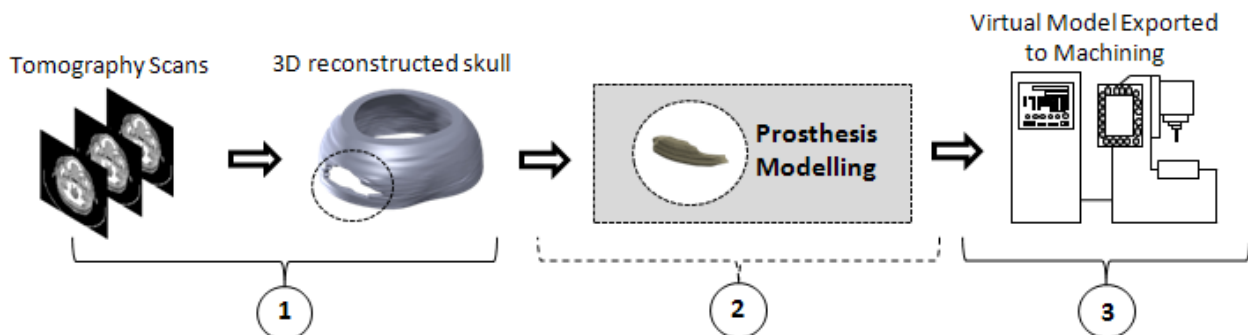 Tomography Scans
3D reconstructed skull
Prosthesis
Modelling
Virtual Model Exported
to Machining
1
2
3